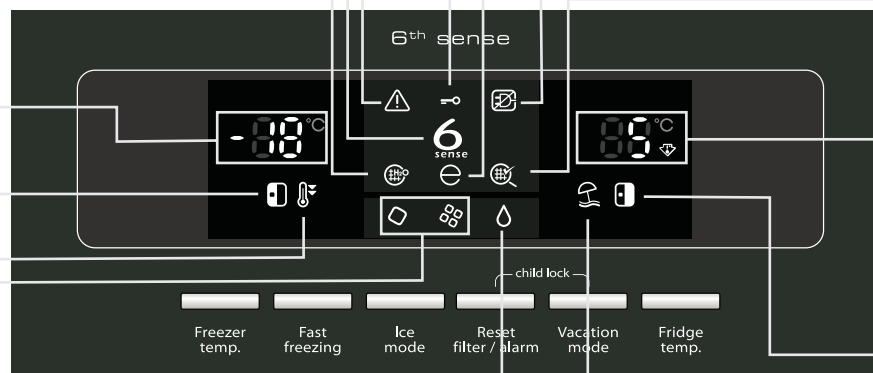 6th sense
-18 °C
6
sense
5 °C
child lock
Freezer
temp.
Fast
freezing
Ice
mode
Reset
filter / alarm
Vacation
mode
Fridge
temp.